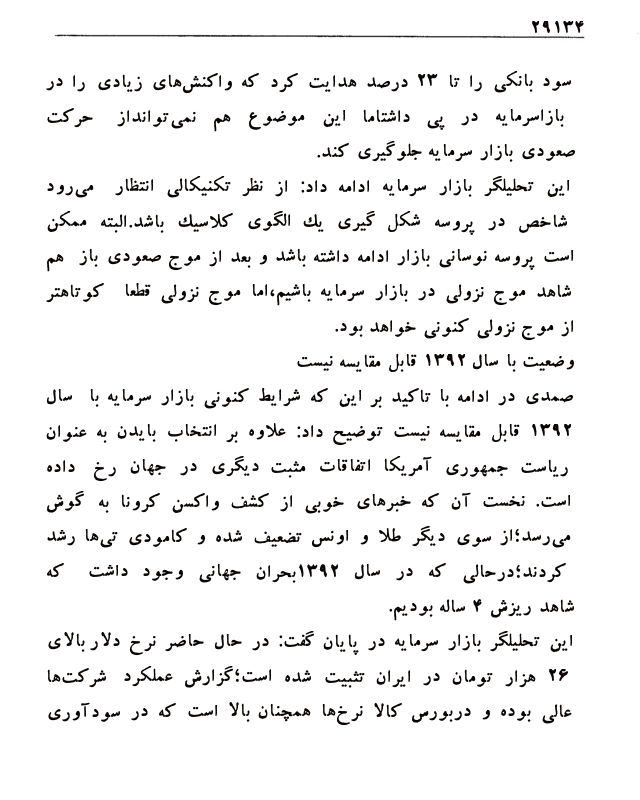 ۲۹۱۳۴
سود بانکی را تا ۲۳ درصد هدایت کرد که واکنش‌های زیادی را در
بازاسرمایه در پی داشتاما این موضوع هم نمی‌توانداز حرکت
صعودی بازار سرمایه جلوگیری کند.
این تحلیلگر بازار سرمایه ادامه داد: از نظر تکنیکالی انتظار می‌رود
شاخص در پروسه شکل گیری یك الگوی کلاسیك باشد.البته ممکن
است پروسه نوسانی بازار ادامه داشته باشد و بعد از موج صعودی باز هم
شاهد موج نزولی در بازار سرمایه باشیم،اما موج نزولی قطعا کوتاهتر
از موج نزولی کنونی خواهد بود.
وضعیت با سال ۱۳۹۲ قابل مقایسه نیست
صمدی در ادامه با تاکید بر این که شرایط کنونی بازار سرمایه با سال
۱۳۹۲ قابل مقایسه نیست توضیح داد: علاوه بر انتخاب بایدن به عنوان
ریاست جمهوری آمریکا اتفاقات مثبت دیگری در جهان رخ داده
است. نخست آن که خبرهای خوبی از کشف واکسن کرونا به گوش
می‌رسد؛از سوی دیگر طلا و اونس تضعیف شده و کامودی تی‌ها رشد
کردند؛درحالی که در سال ۱۳۹۲بحران جهانی وجود داشت که
شاهد ریزش ۴ ساله بودیم.
این تحلیلگر بازار سرمایه در پایان گفت: در حال حاضر نرخ دلار بالای
۲۶ هزار تومان در ایران تثبیت شده است؛گزارش عملکرد شرکت‌ها
عالی بوده و دربورس کالا نرخ‌ها همچنان بالا است که در سودآوری